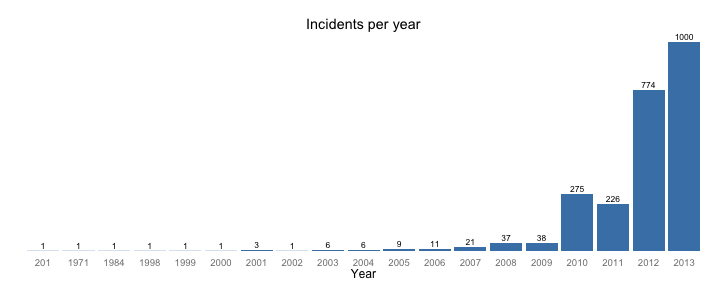 Incidents per year
1 1 1 1 1 1 3 1 6 6 9 11 21 37 38 275 226 774 1000
201 1971 1984 1998 1999 2000 2001 2002 2003 2004 2005 2006 2007 2008 2009 2010 2011 2012 2013
Year